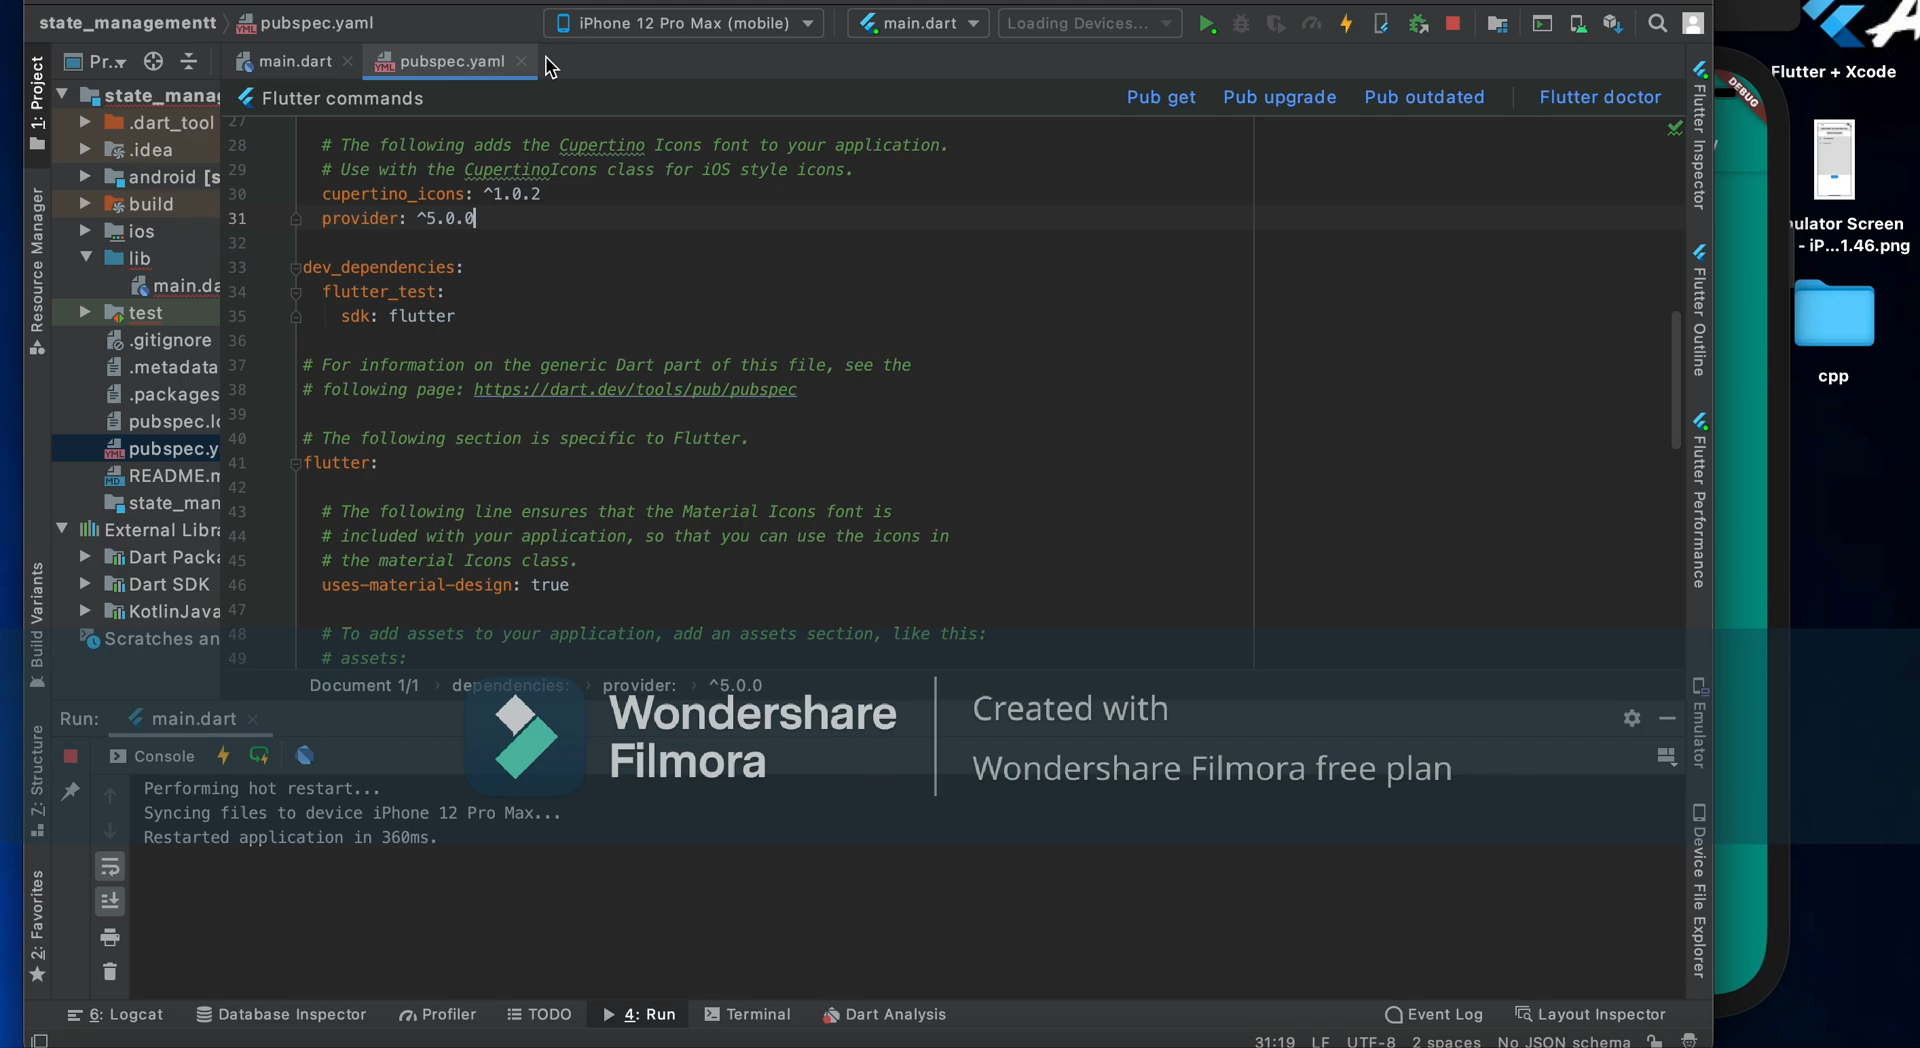 state_managementt
pubspec.yaml
iPhone 12 Pro Max (mobile)
main.dart
Loading Devices...
1: Project
Pr...
main.dart
pubspec.yaml
Flutter commands
Pub get
Pub upgrade
Pub outdated
Flutter doctor
state_manag
.dart_tool
.idea
android [s
build
ios
lib
main.da
test
.gitignore
.metadata
.packages
pubspec.lo
pubspec.y
README.m
state_man
External Libra
Dart Packa
Dart SDK
KotlinJava
Scratches an
Resource Manager
Build Variants
7: Structure
2: Favorites
27
28 # The following adds the Cupertino Icons font to your application.
29 # Use with the CupertinoIcons class for iOS style icons.
30 cupertino_icons: ^1.0.2
31 provider: ^5.0.0
32
33 dev_dependencies:
34 flutter_test:
35 sdk: flutter
36
37 # For information on the generic Dart part of this file, see the
38 # following page: https://dart.dev/tools/pub/pubspec
39
40 # The following section is specific to Flutter.
41 flutter:
42
43 # The following line ensures that the Material Icons font is
44 # included with your application, so that you can use the icons in
45 # the material Icons class.
46 uses-material-design: true
47
48 # To add assets to your application, add an assets section, like this:
49 # assets:
Document 1/1 › dependencies: › provider: › ^5.0.0
Run: main.dart
Console
Performing hot restart...
Syncing files to device iPhone 12 Pro Max...
Restarted application in 360ms.
Wondershare
Filmora
Created with
Wondershare Filmora free plan
Flutter Inspector
Flutter Outline
Flutter Performance
Emulator
Device File Explorer
6: Logcat
Database Inspector
Profiler
TODO
4: Run
Terminal
Dart Analysis
Event Log
Layout Inspector
31:19 LF UTF-8 2 spaces No JSON schema
DEBUG
Flutter + Xcode
ulator Screen
- iP...1.46.png
cpp